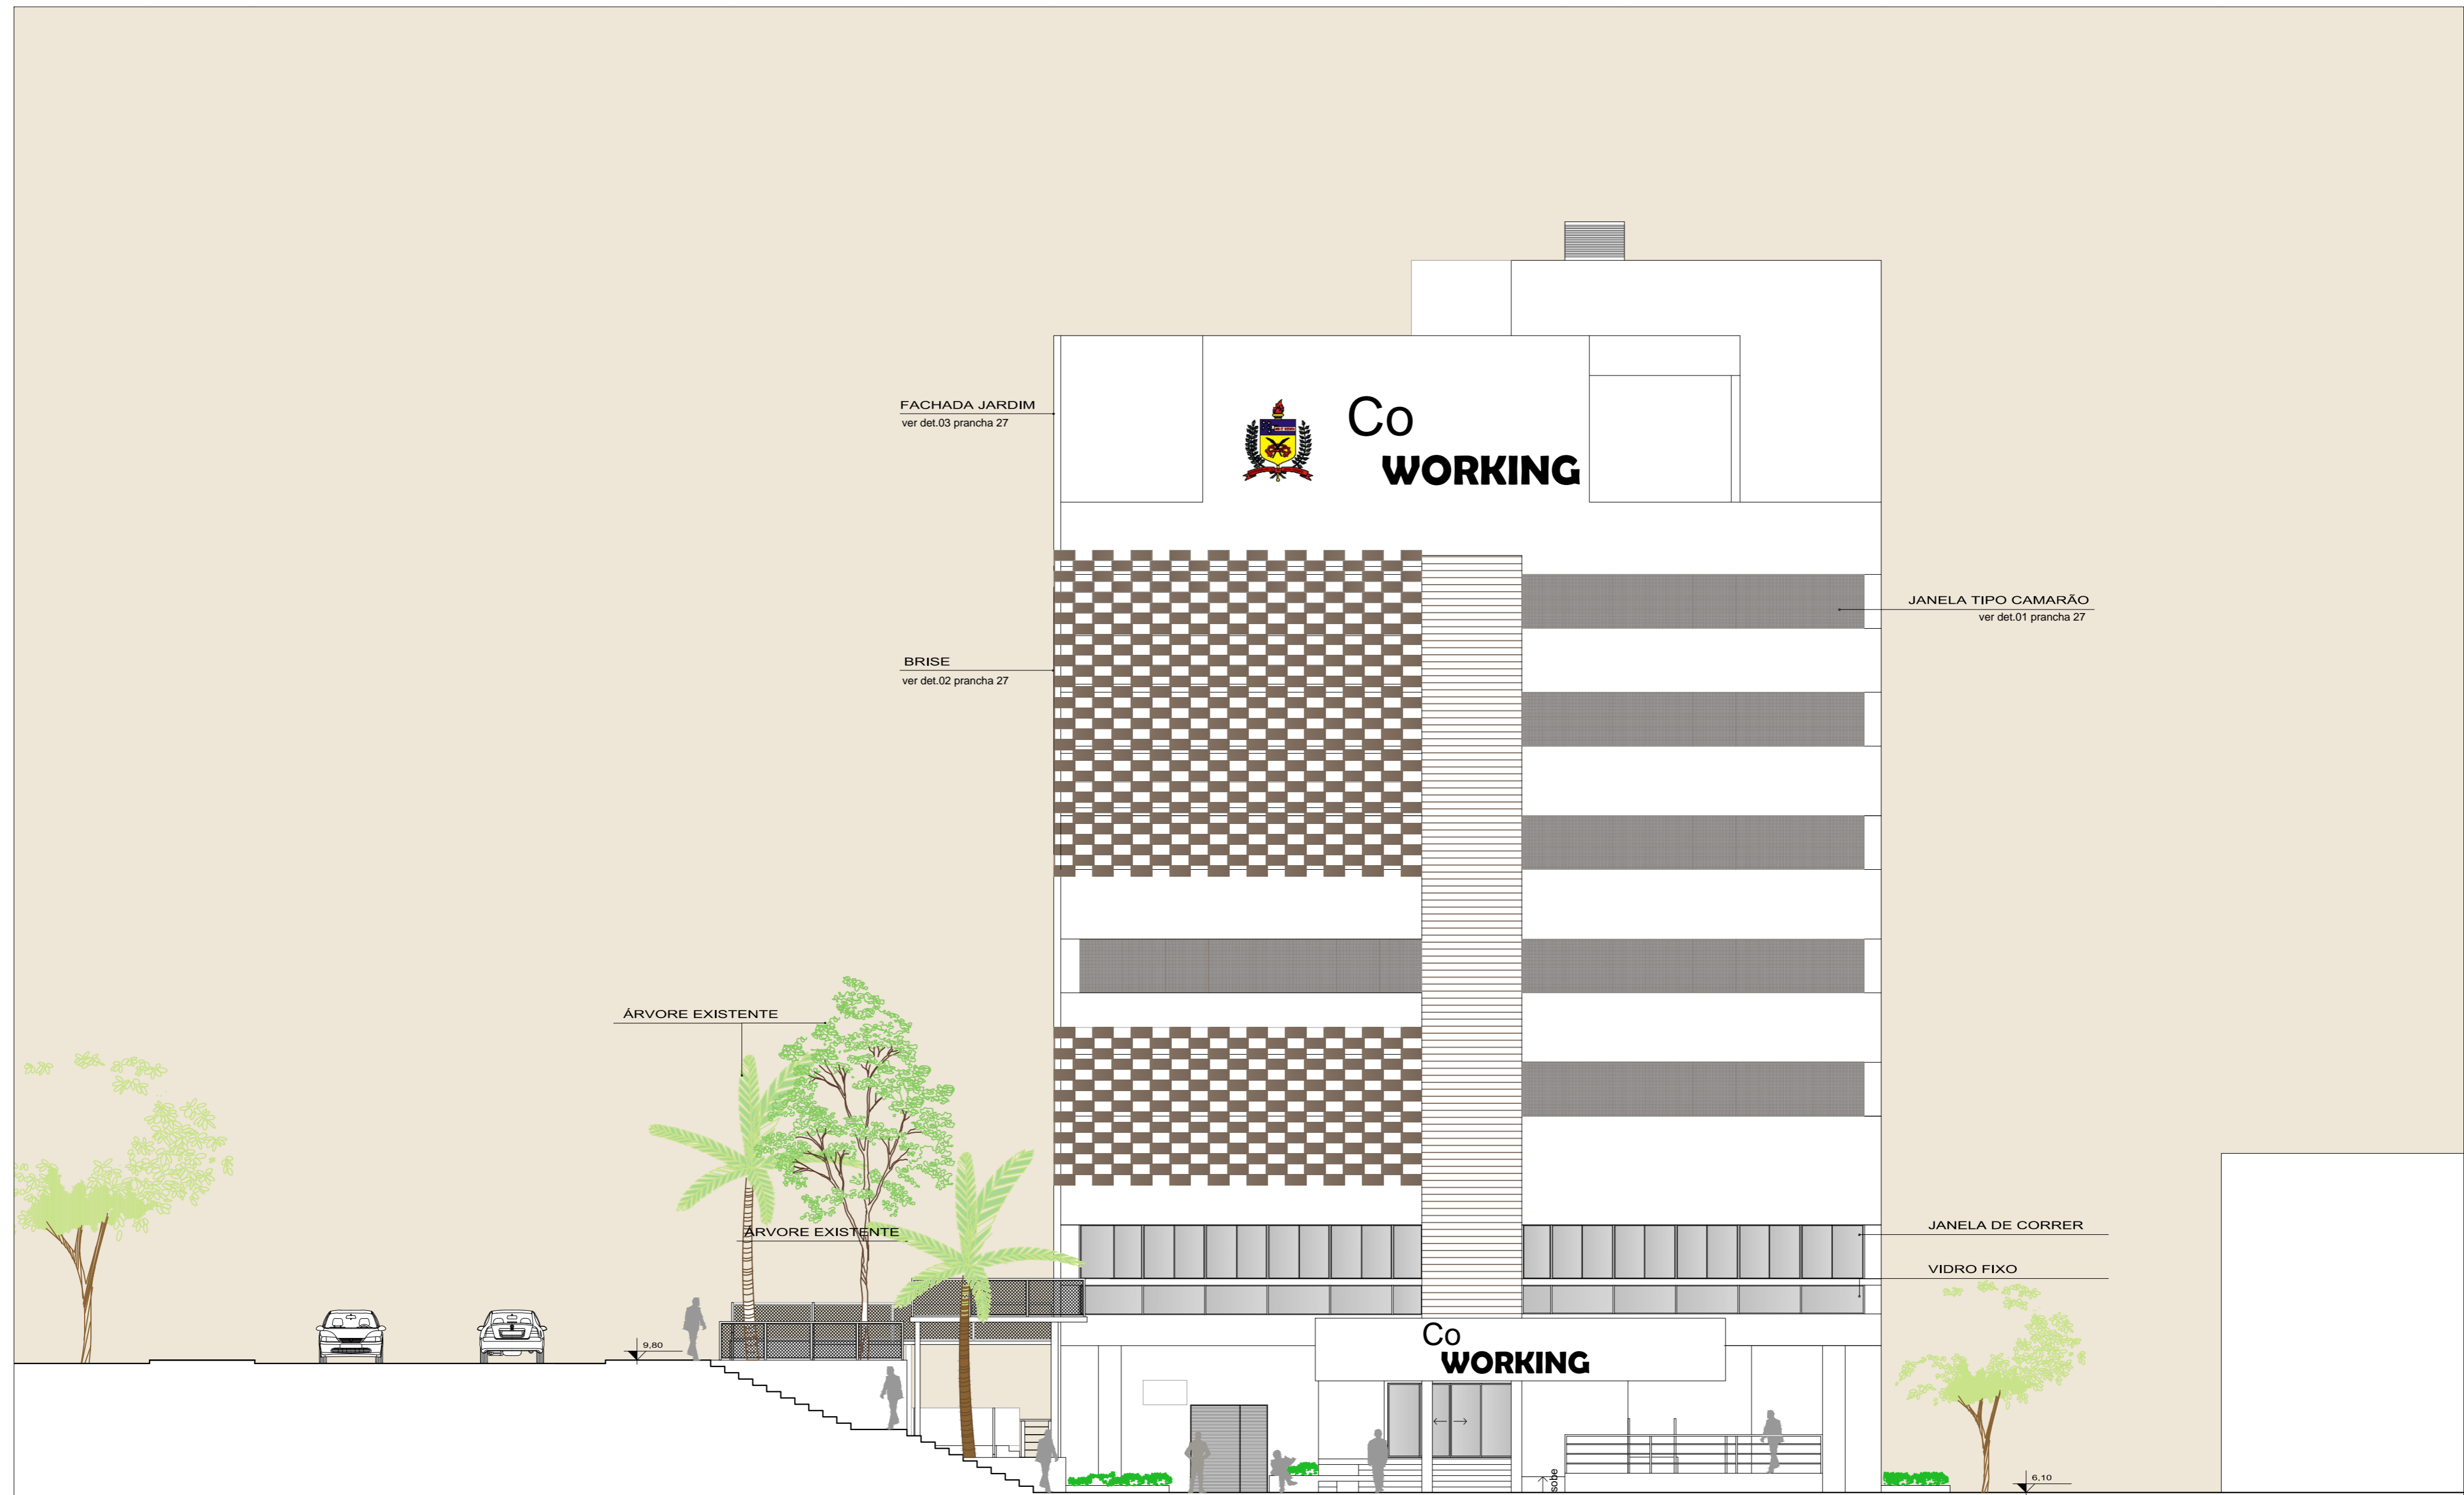 Co
WORKING
FACHADA JARDIM
ver det.03 prancha 27
JANELA TIPO CAMARÃO
ver det.01 prancha 27
BRISE
ver det.02 prancha 27
ÁRVORE EXISTENTE
ÁRVORE EXISTENTE
JANELA DE CORRER
VIDRO FIXO
Co
WORKING
9,80
sobe
6,10